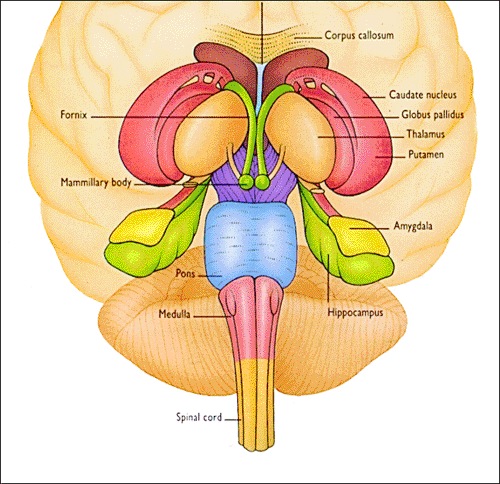 Corpus callosum
Caudate nucleus
Fornix
Globus pallidus
Thalamus
Putamen
Mammillary body
Amygdala
Pons
Medulla
Hippocampus
Spinal cord